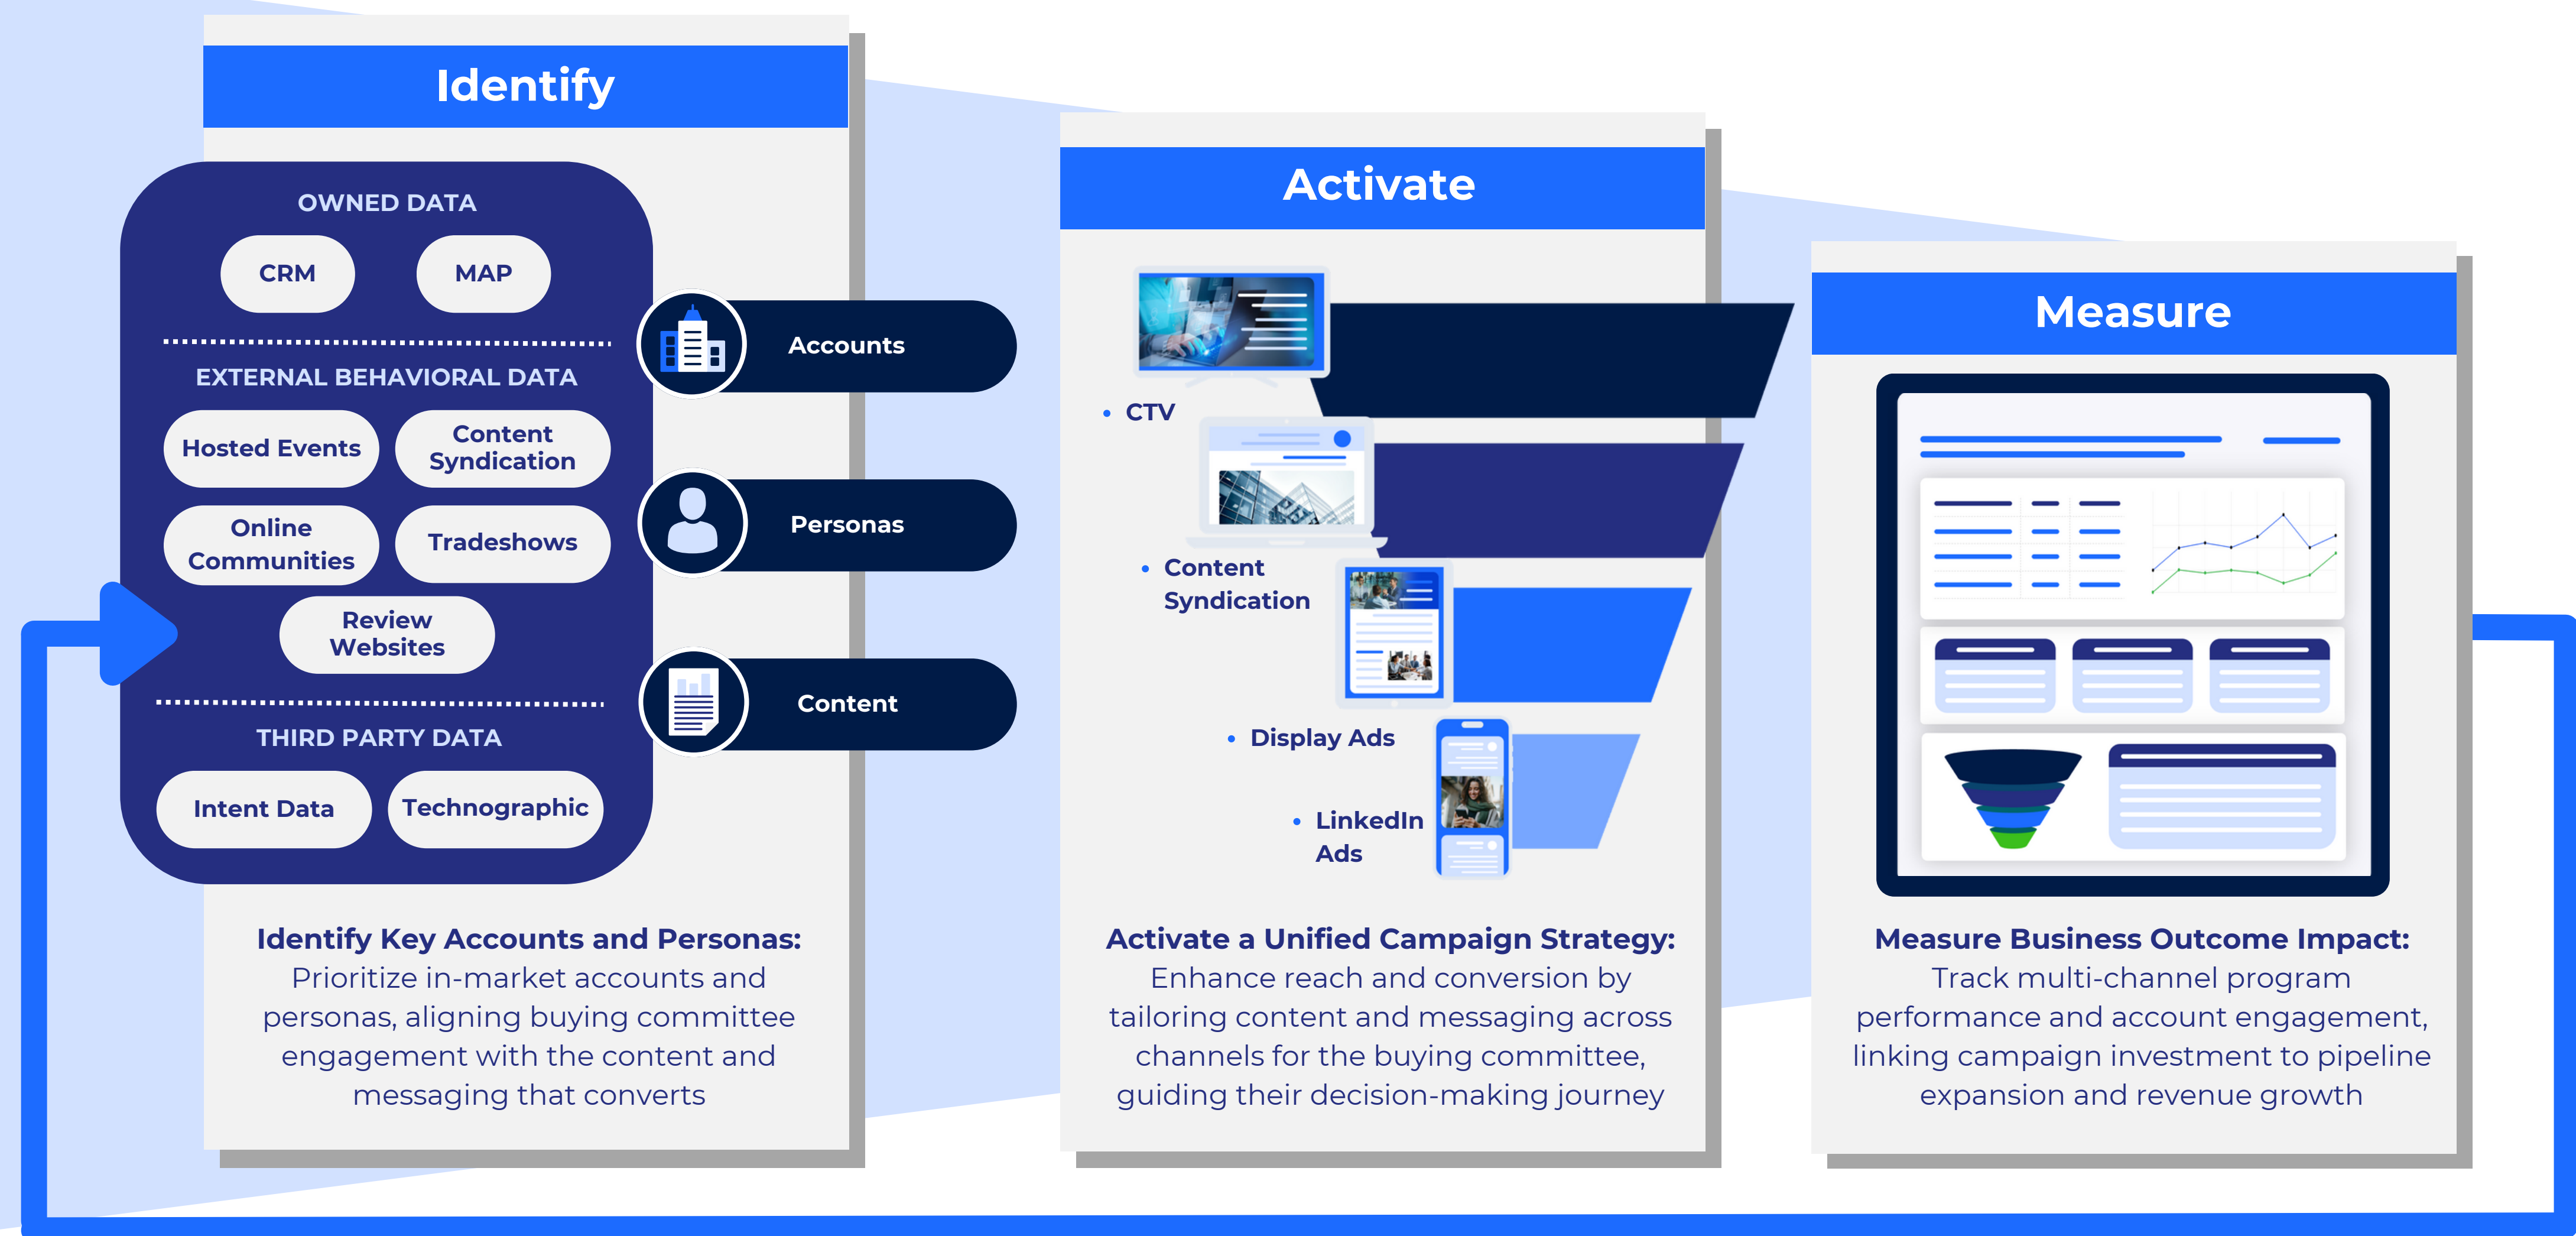 Identify
OWNED DATA
CRM
MAP
EXTERNAL BEHAVIORAL DATA
Hosted Events
Content
Syndication
Online
Communities
Tradeshows
Review
Websites
THIRD PARTY DATA
Intent Data
Technographic
Accounts
Personas
Content
Identify Key Accounts and Personas:
Prioritize in-market accounts and
personas, aligning buying committee
engagement with the content and
messaging that converts
Activate
• CTV
• Content
Syndication
• Display Ads
• LinkedIn
Ads
Activate a Unified Campaign Strategy:
Enhance reach and conversion by
tailoring content and messaging across
channels for the buying committee,
guiding their decision-making journey
Measure
Measure Business Outcome Impact:
Track multi-channel program
performance and account engagement,
linking campaign investment to pipeline
expansion and revenue growth